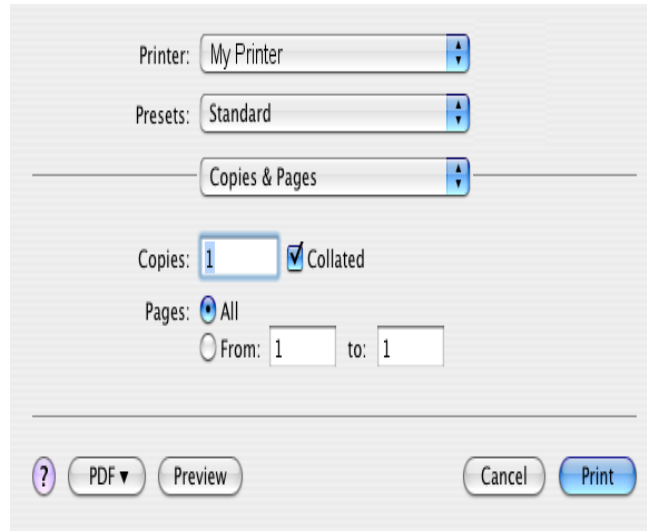 Printer: My Printer
Presets: Standard
Copies & Pages
Copies: 1 Collated
Pages: All
From: 1 to: 1
? PDF▼ Preview Cancel Print